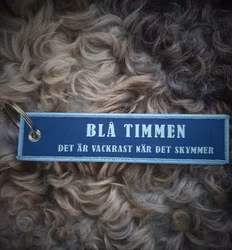 BLÅ TIMMEN
DET ÄR VACKRAST NÄR DET SKYMMER